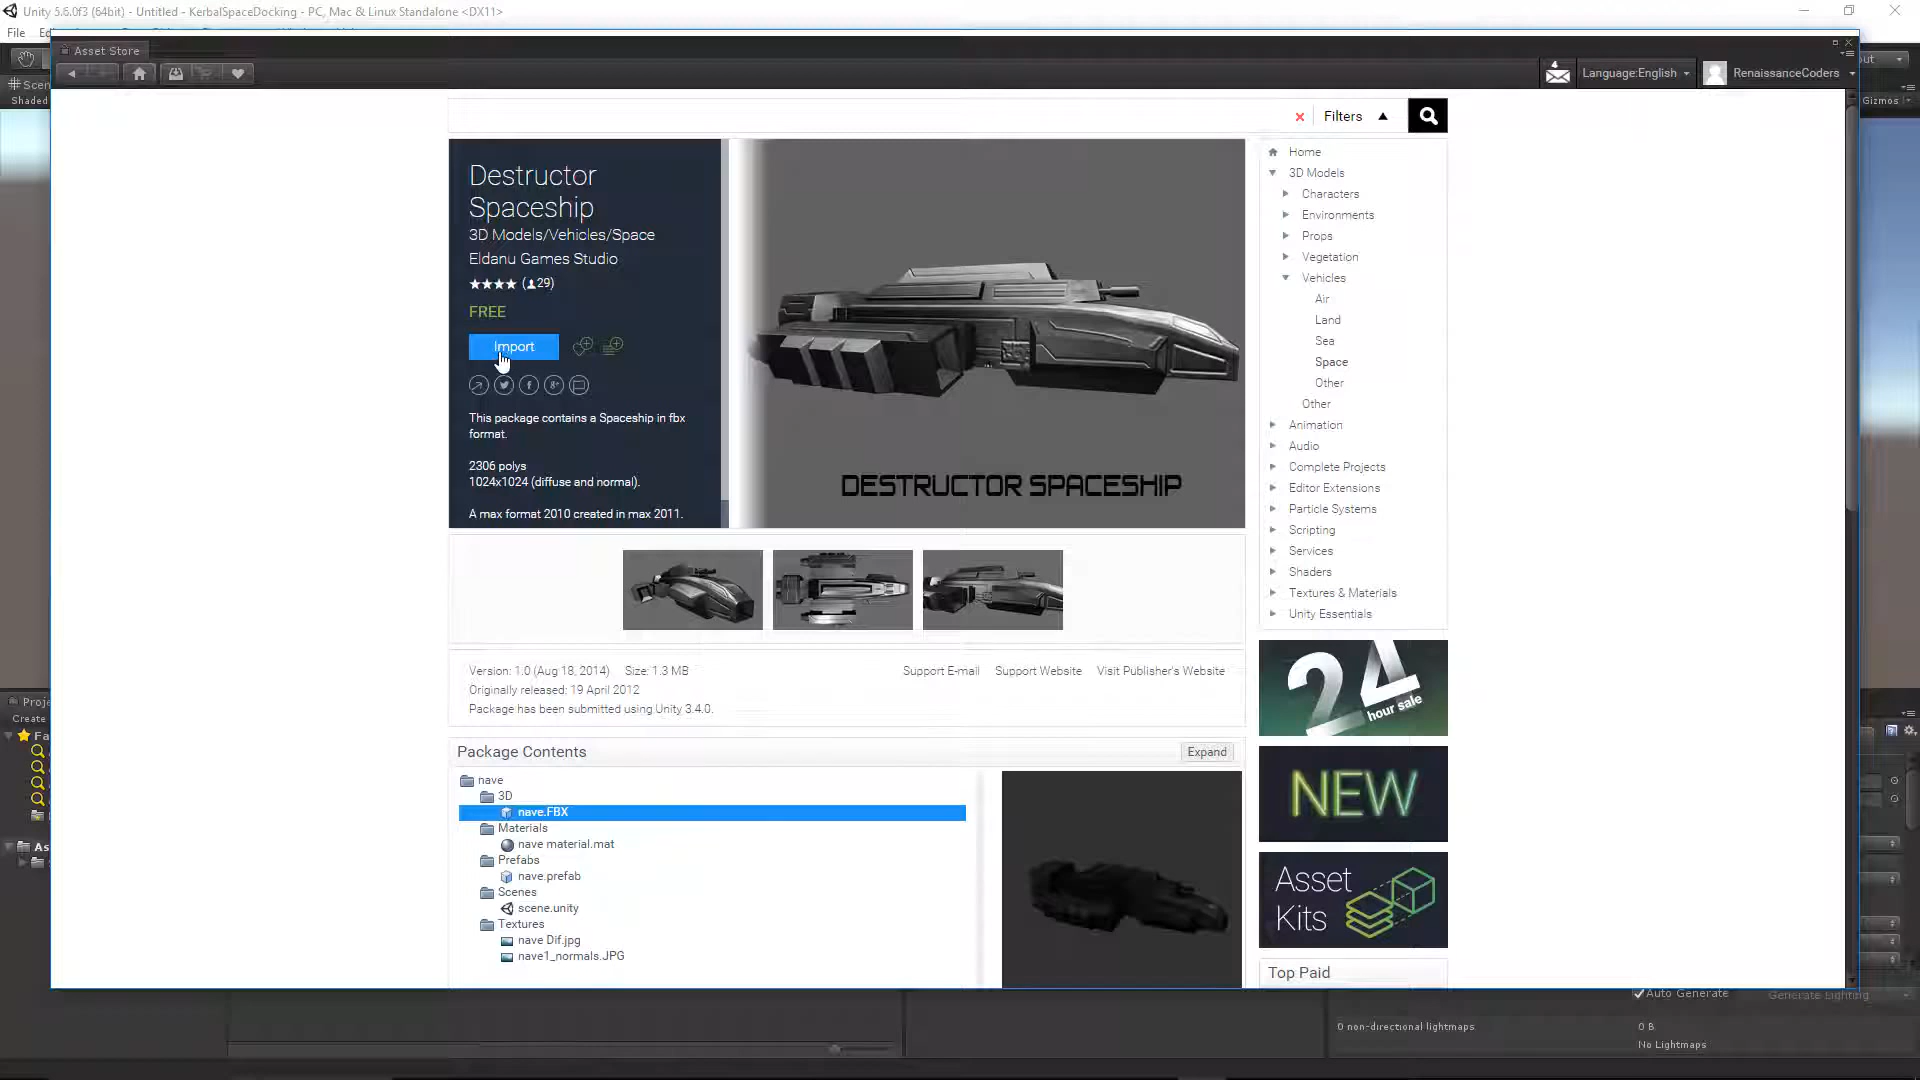 Unity 5.6.0f3 (64bit) - Untitled - KerbalSpaceDocking - PC, Mac & Linux Standalone <DX11>
File
Asset Store
Language:English
4
RenaissanceCoders
Shaded
Gizmos
Filters
Destructor
Spaceship
3D Models/Vehicles/Space
Eldanu Games Studio
(29)
FREE
Import
This package contains a Spaceship in fbx
format.
2306 polys
1024x1024 (diffuse and normal).
A max format 2010 created in max 2011.
DESTRUCTOR SPACESHIP
Home
3D Models
Characters
Environments
Props
Vegetation
Vehicles
Air
Land
Sea
Space
Other
Other
Animation
Audio
Complete Projects
Editor Extensions
Particle Systems
Scripting
Services
Shaders
Textures & Materials
Unity Essentials
24
hour sale
NEW
Asset
Kits
Top Paid
Version: 1.0 (Aug 18, 2014) Size: 1.3 MB
Support E-mail Support Website Visit Publisher's Website
Originally released: 19 April 2012
Package has been submitted using Unity 3.4.0.
Package Contents
Expand
nave
3D
nave.FBX
Materials
nave material.mat
Prefabs
nave.prefab
Scenes
scene.unity
Textures
nave Dif.jpg
nave1_normals.JPG
Create
Auto Generate
Generate Lighting
0 non-directional lightmaps
0 B
No Lightmaps